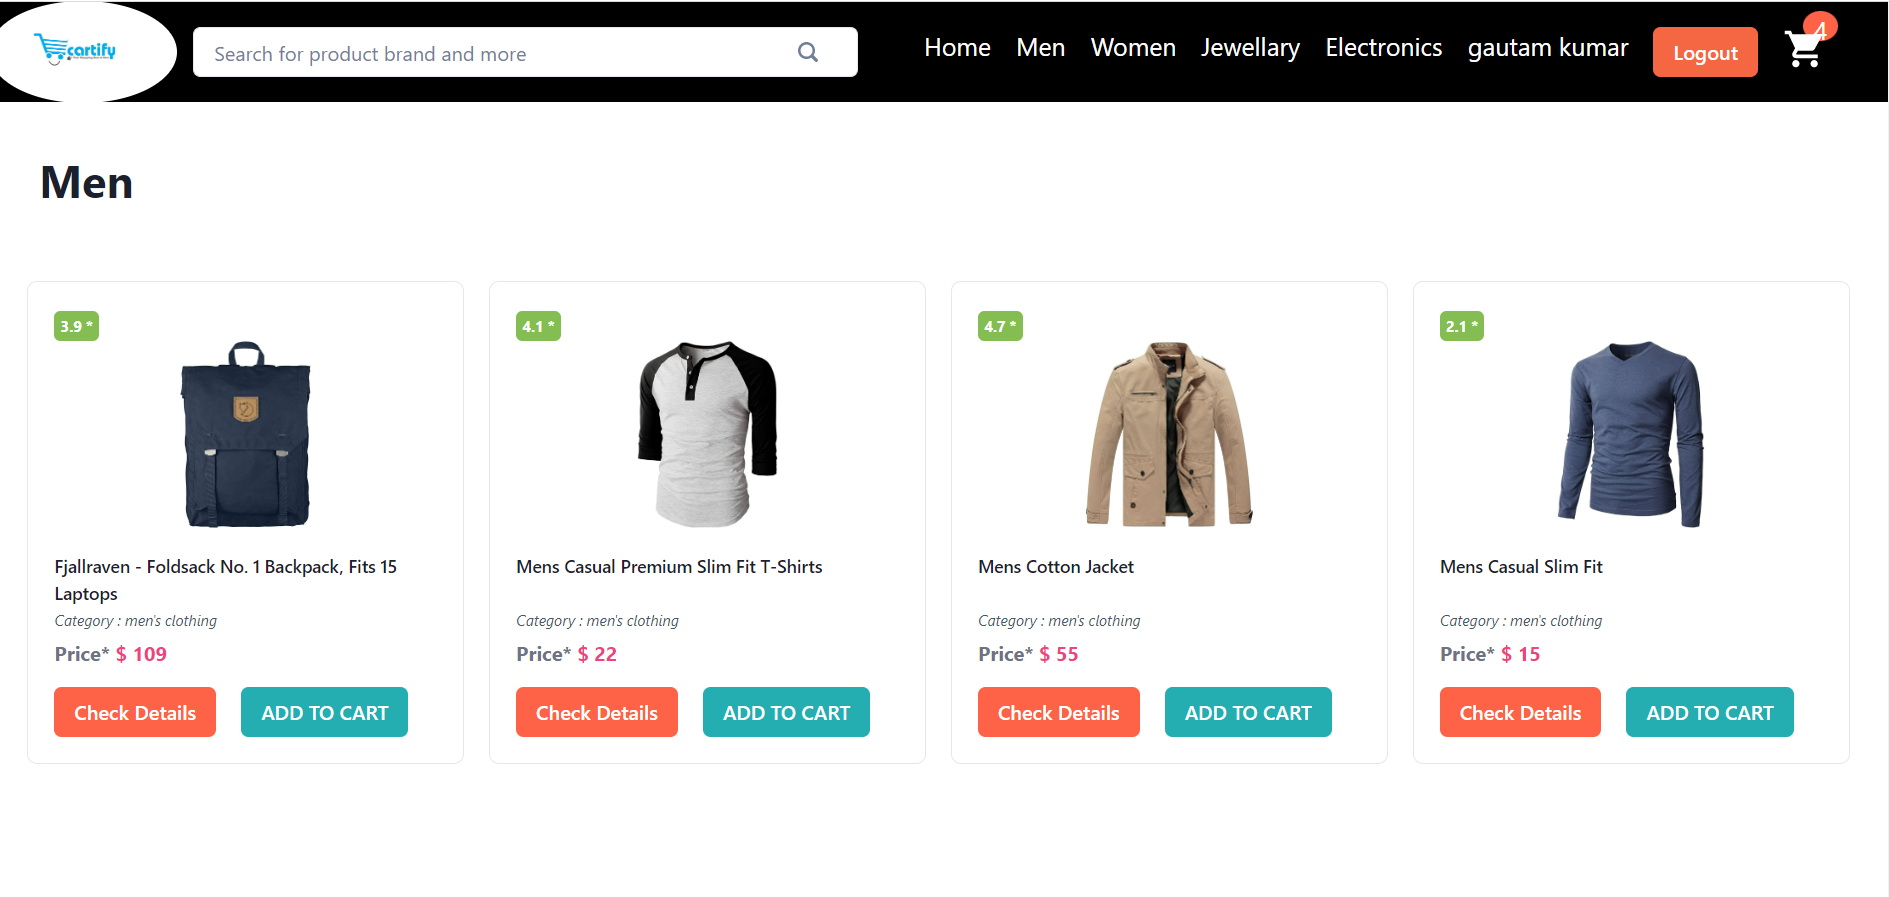 cartify
Search for product brand and more
Home Men Women Jewellary Electronics gautam kumar Logout 4
Men
3.9 *
Fjallraven - Foldsack No. 1 Backpack, Fits 15
Laptops
Category : men's clothing
Price* $ 109
Check Details ADD TO CART
4.1 *
Mens Casual Premium Slim Fit T-Shirts
Category : men's clothing
Price* $ 22
Check Details ADD TO CART
4.7 *
Mens Cotton Jacket
Category : men's clothing
Price* $ 55
Check Details ADD TO CART
2.1 *
Mens Casual Slim Fit
Category : men's clothing
Price* $ 15
Check Details ADD TO CART